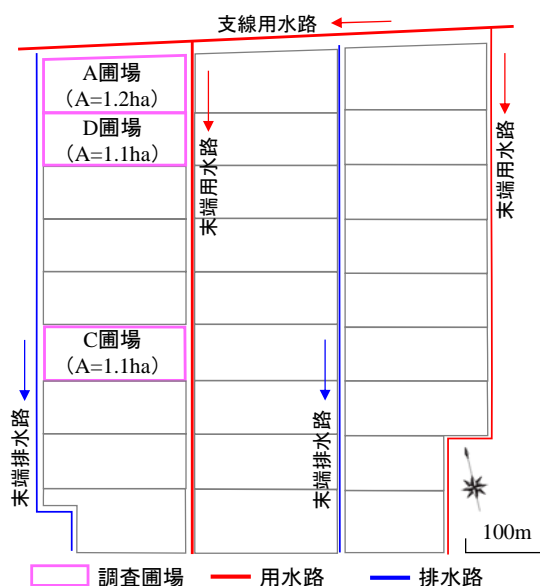 支線用水路
A圃場
（A=1.2ha）
D圃場
（A=1.1ha）
末端用水路
末端用水路
C圃場
（A=1.1ha）
末端排水路
末端排水路
100m
調査圃場
用水路
排水路